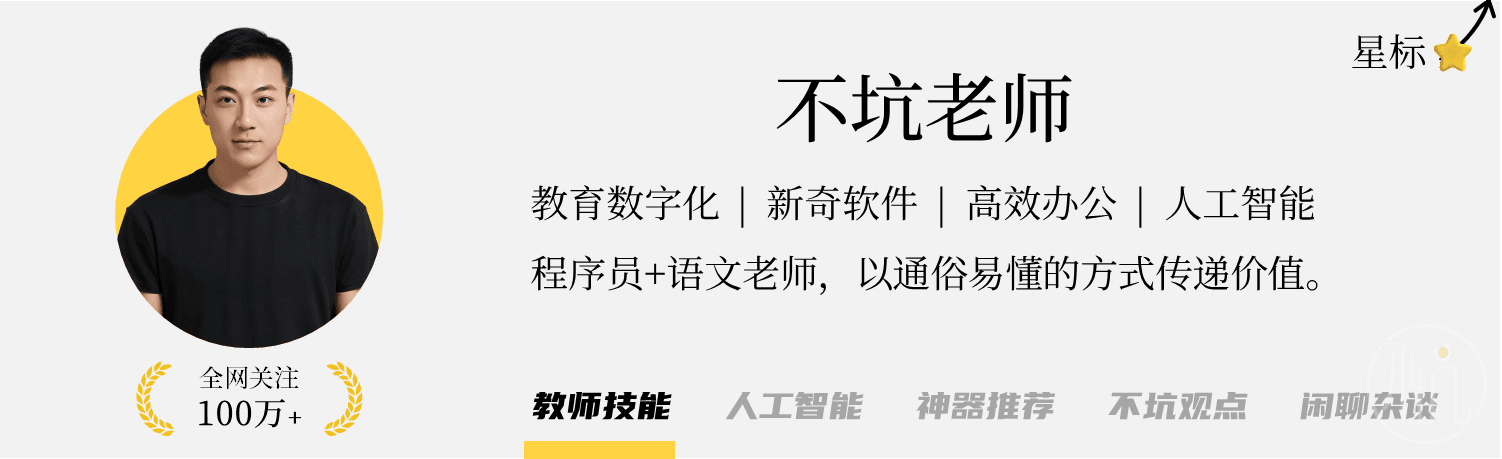 星标
不坑老师
教育数字化 | 新奇软件 | 高效办公 | 人工智能
程序员+语文老师，以通俗易懂的方式传递价值。
全网关注
100万+
教师技能 人工智能 神器推荐 不坑观点 闲聊杂谈